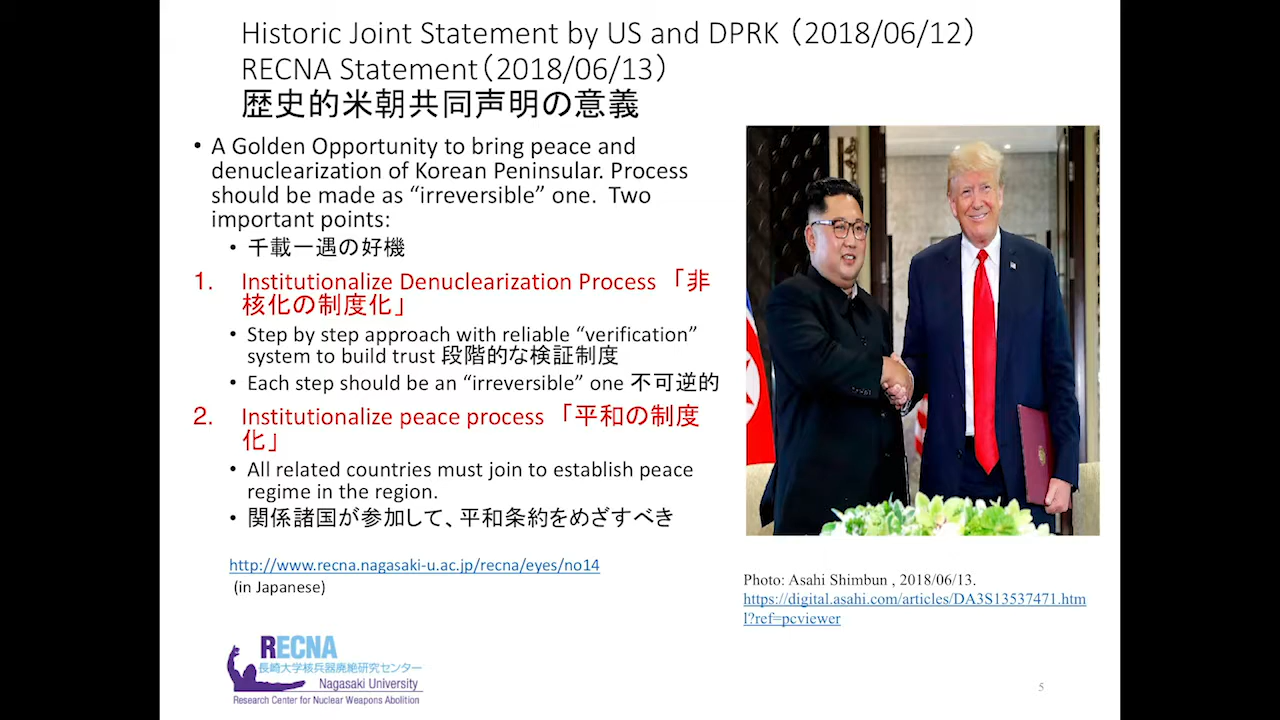 Historic Joint Statement by US and DPRK（2018/06/12）
RECNA Statement（2018/06/13）
歴史的米朝共同声明の意義
• A Golden Opportunity to bring peace and
denuclearization of Korean Peninsular. Process
should be made as “irreversible” one. Two
important points:
• 千載一遇の好機
1. Institutionalize Denuclearization Process 「非
核化の制度化」
• Step by step approach with reliable “verification”
system to build trust 段階的な検証制度
• Each step should be an “irreversible” one 不可逆的
2. Institutionalize peace process 「平和の制度
化」
• All related countries must join to establish peace
regime in the region.
• 関係諸国が参加して、平和条約をめざすべき
http://www.recna.nagasaki-u.ac.jp/recna/eyes/no14
(in Japanese)
Photo: Asahi Shimbun , 2018/06/13.
https://digital.asahi.com/articles/DA3S13537471.htm
l?ref=pcviewer
RECNA
長崎大学核兵器廃絶研究センター
Nagasaki University
Research Center for Nuclear Weapons Abolition
5